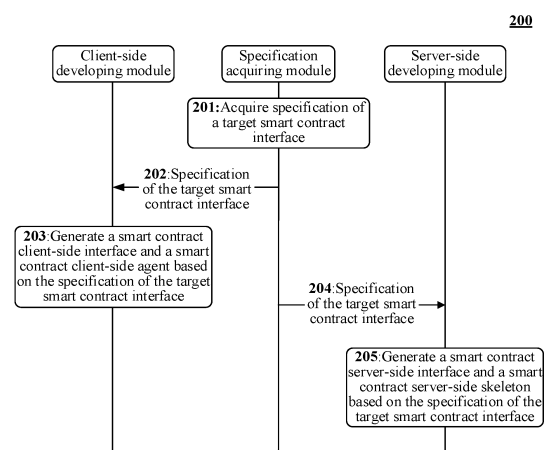 200
Client-side
developing module
Specification
acquiring module
Server-side
developing module
201:Acquire specification of
a target smart contract
interface
202:Specification
of the target smart
contract interface
203:Generate a smart contract
client-side interface and a smart
contract client-side agent based
on the specification of the target
smart contract interface
204:Specification
of the target smart
contract interface
205:Generate a smart contract
server-side interface and a smart
contract server-side skeleton
based on the specification of the
target smart contract interface